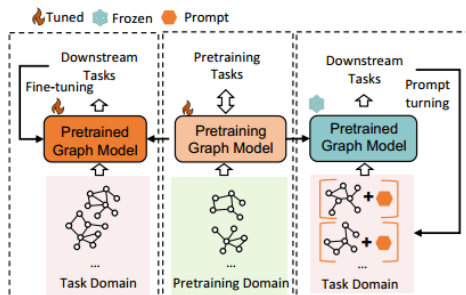 Tuned Frozen Prompt
Downstream
Tasks
Fine-tuning
Pretrained
Graph Model
...
Task Domain
Pretraining
Tasks
Pretraining
Graph Model
...
Pretraining Domain
Downstream
Tasks
Prompt
turning
Pretrained
Graph Model
+
+
...
Task Domain